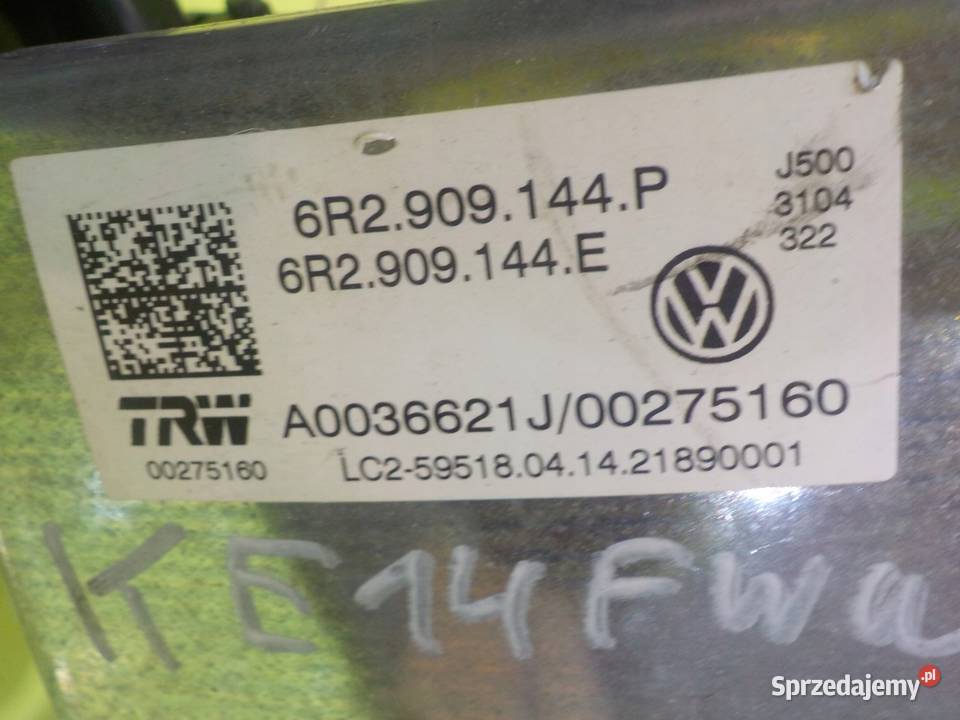 6R2.909.144.P
6R2.909.144.E
J500
3104
322
TRW
00275160
A0036621J/00275160
LC2-59518.04.14.21890001
KE14FWU
Sprzedajemy.pl